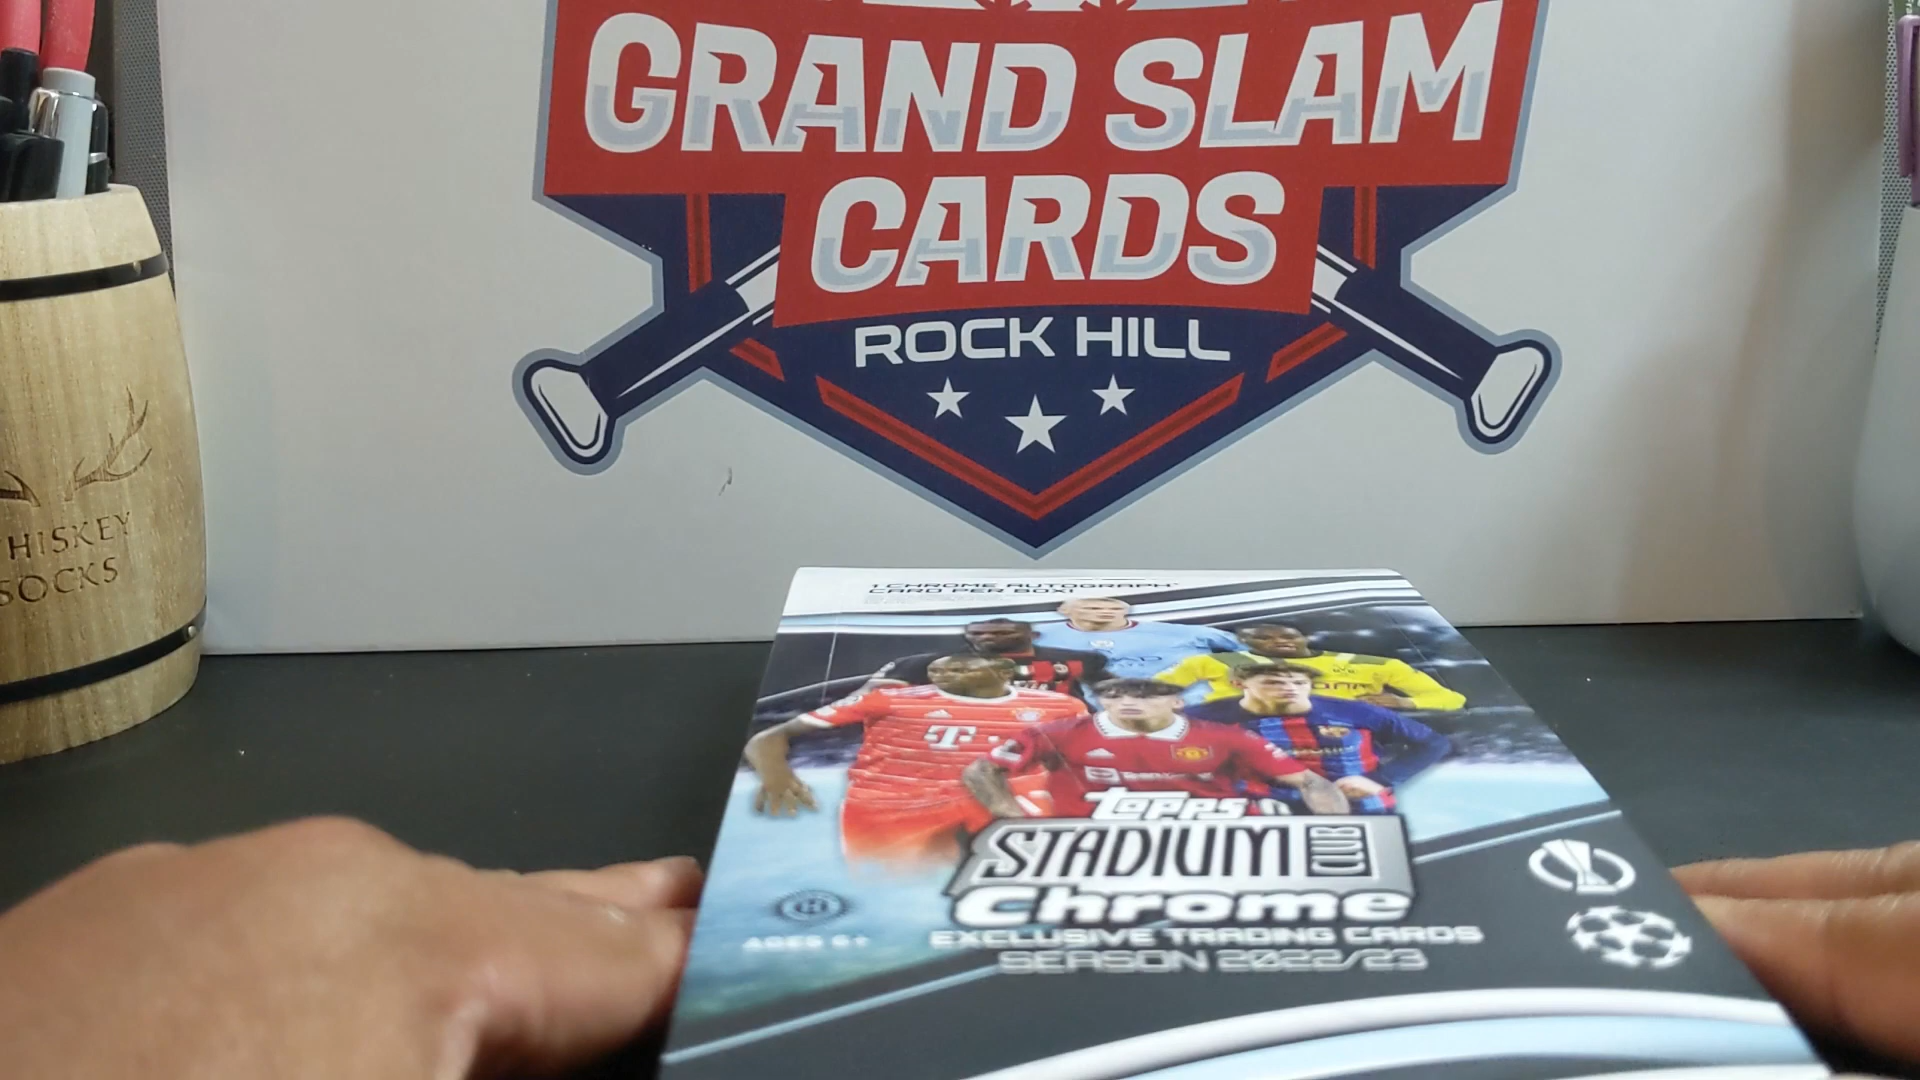 GRAND SLAM
CARDS
ROCK HILL
HISKEY
SOCKS
1 CHROME AUTOGRAPH*
CARD PER BOX!
T
topps
STADIUM CLUB
Chrome
EXCLUSIVE TRADING CARDS
SEASON 2022/23
H
AGES 6+